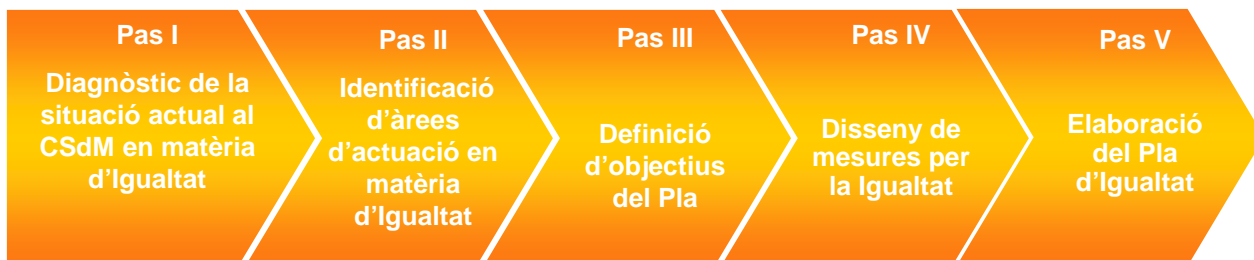 Pas I
Diagnòstic de la
situació actual al
CSdM en matèria
d'Igualtat
Pas II
Identificació
d'àrees
d'actuació en
matèria
d'Igualtat
Pas III
Definició
d'objectius
del Pla
Pas IV
Disseny de
mesures per
la Igualtat
Pas V
Elaboració
del Pla
d'Igualtat